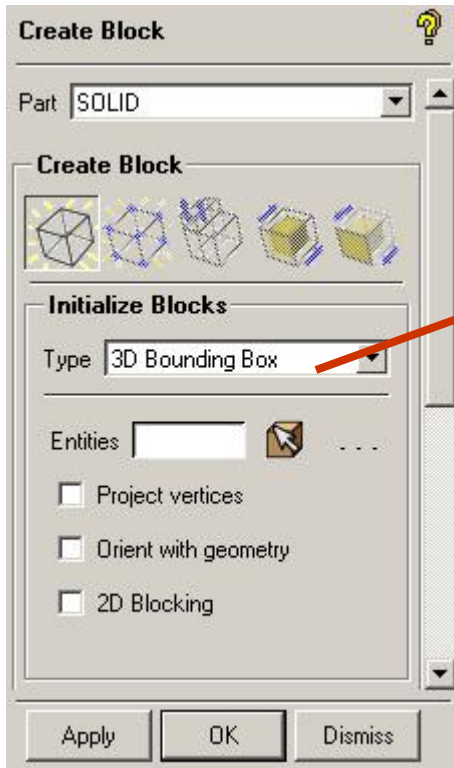 Create Block
Part SOLID
Create Block
Initialize Blocks
Type 3D Bounding Box
Entities ...
Project vertices
Orient with geometry
2D Blocking
Apply OK Dismiss